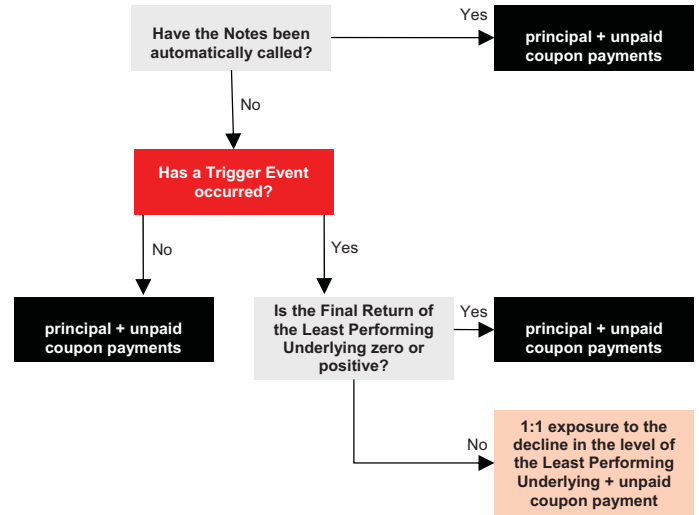 Have the Notes been
automatically called?
Yes
principal + unpaid
coupon payments
No
Has a Trigger Event
occurred?
No
Yes
principal + unpaid
coupon payments
Is the Final Return of
the Least Performing
Underlying zero or
positive?
Yes
principal + unpaid
coupon payments
No
1:1 exposure to the
decline in the level of
the Least Performing
Underlying + unpaid
coupon payment